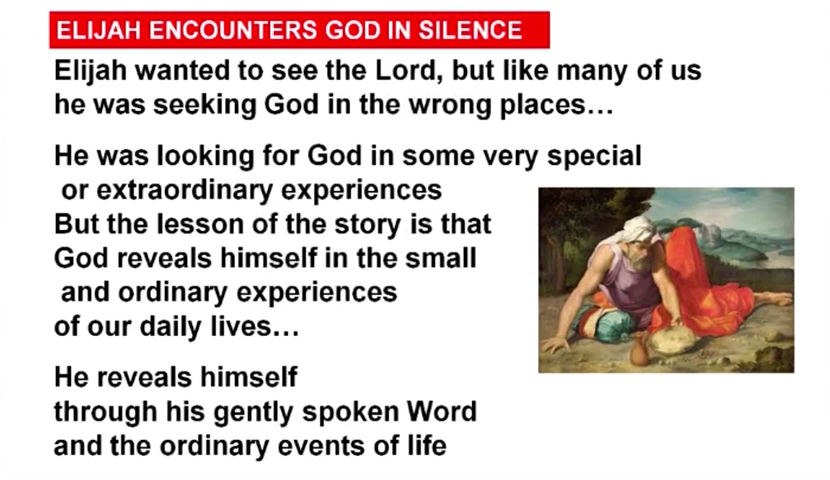 ELIJAH ENCOUNTERS GOD IN SILENCE
Elijah wanted to see the Lord, but like many of us
he was seeking God in the wrong places...
He was looking for God in some very special
or extraordinary experiences
But the lesson of the story is that
God reveals himself in the small
and ordinary experiences
of our daily lives...
He reveals himself
through his gently spoken Word
and the ordinary events of life